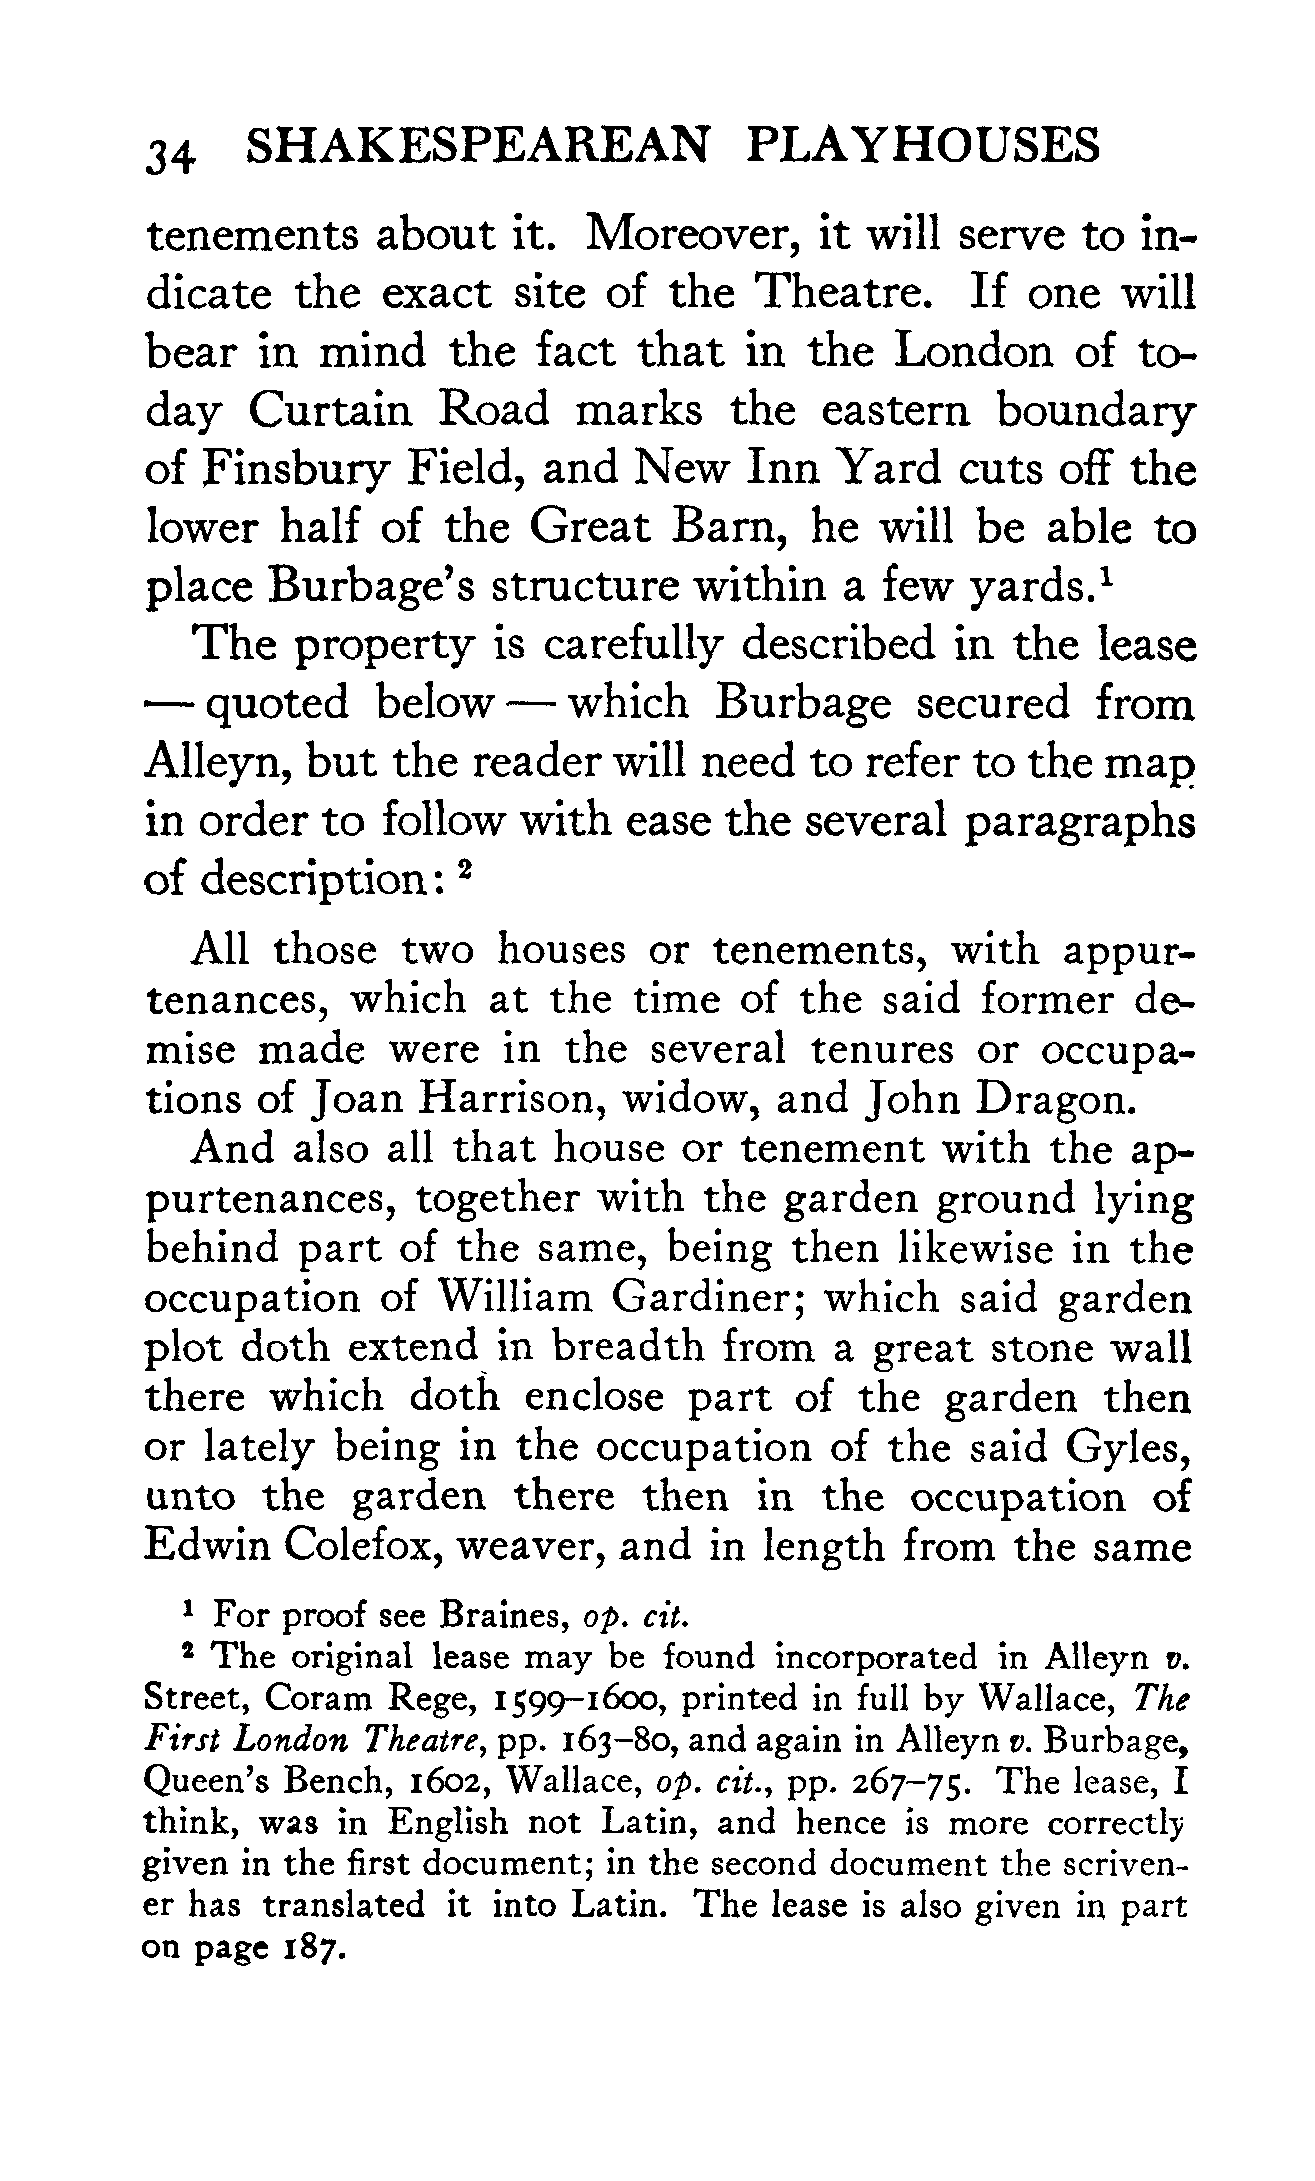 34 SHAKESPEAREAN PLAYHOUSES
tenements about it. Moreover, it will serve to in-
dicate the exact site of the Theatre. If one will
bear in mind the fact that in the London of to-
day Curtain Road marks the eastern boundary
of Finsbury Field, and New Inn Yard cuts off the
lower half of the Great Barn, he will be able to
place Burbage's structure within a few yards.¹
The property is carefully described in the lease
— quoted below — which Burbage secured from
Alleyn, but the reader will need to refer to the map
in order to follow with ease the several paragraphs
of description: ²
All those two houses or tenements, with appur-
tenances, which at the time of the said former de-
mise made were in the several tenures or occupa-
tions of Joan Harrison, widow, and John Dragon.
And also all that house or tenement with the ap-
purtenances, together with the garden ground lying
behind part of the same, being then likewise in the
occupation of William Gardiner; which said garden
plot doth extend in breadth from a great stone wall
there which doth enclose part of the garden then
or lately being in the occupation of the said Gyles,
unto the garden there then in the occupation of
Edwin Colefox, weaver, and in length from the same
¹ For proof see Braines, op. cit.
² The original lease may be found incorporated in Alleyn v.
Street, Coram Rege, 1599–1600, printed in full by Wallace, The
First London Theatre, pp. 163–80, and again in Alleyn v. Burbage,
Queen's Bench, 1602, Wallace, op. cit., pp. 267–75. The lease, I
think, was in English not Latin, and hence is more correctly
given in the first document; in the second document the scriven-
er has translated it into Latin. The lease is also given in part
on page 187.